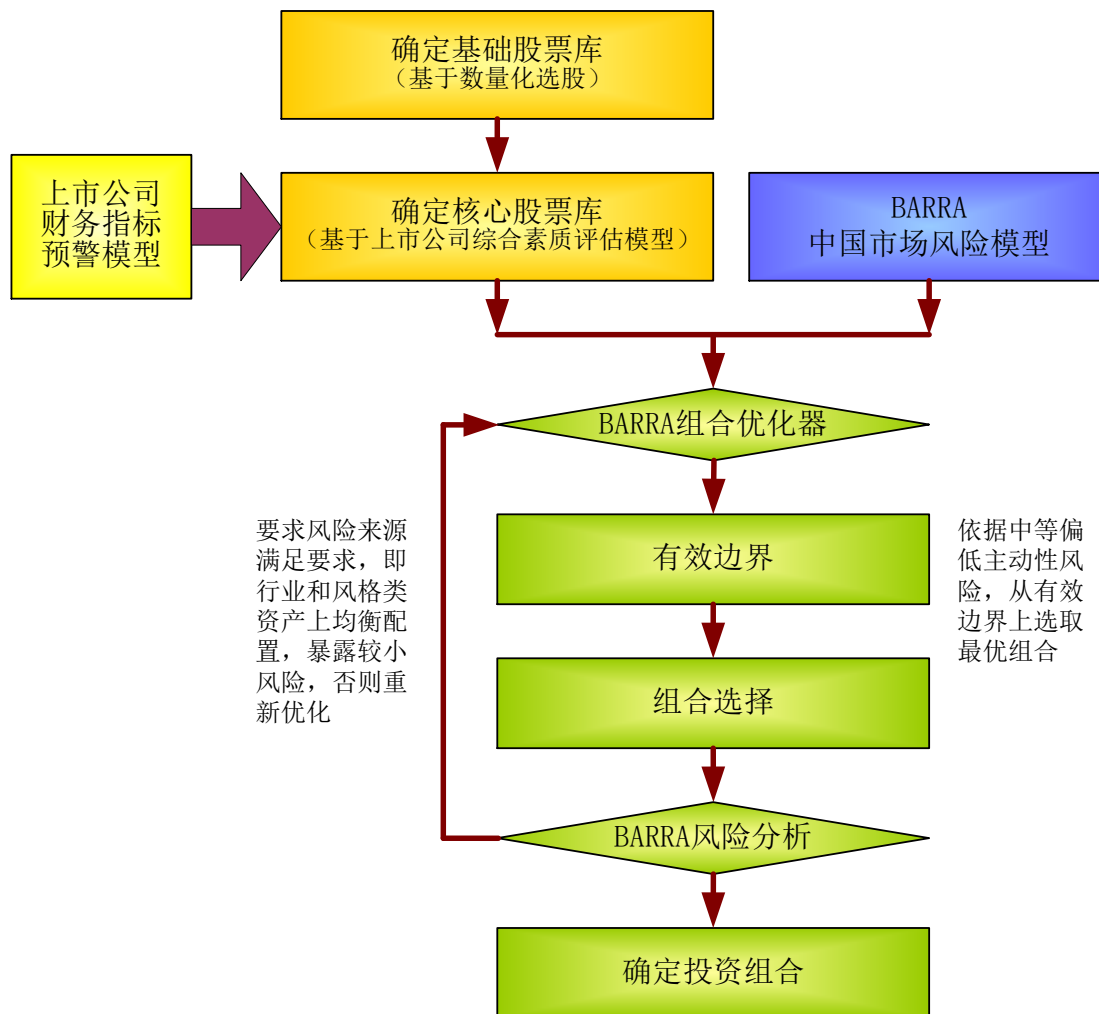 确定基础股票库
（基于数量化选股）
上市公司
财务指标
预警模型
确定核心股票库
（基于上市公司综合素质评估模型）
BARRA
中国市场风险模型
BARRA组合优化器
要求风险来源
满足要求，即
行业和风格类
资产上均衡配
置，暴露较小
风险，否则重
新优化
有效边界
依据中等偏
低主动性风
险，从有效
边界上选取
最优组合
组合选择
BARRA风险分析
确定投资组合